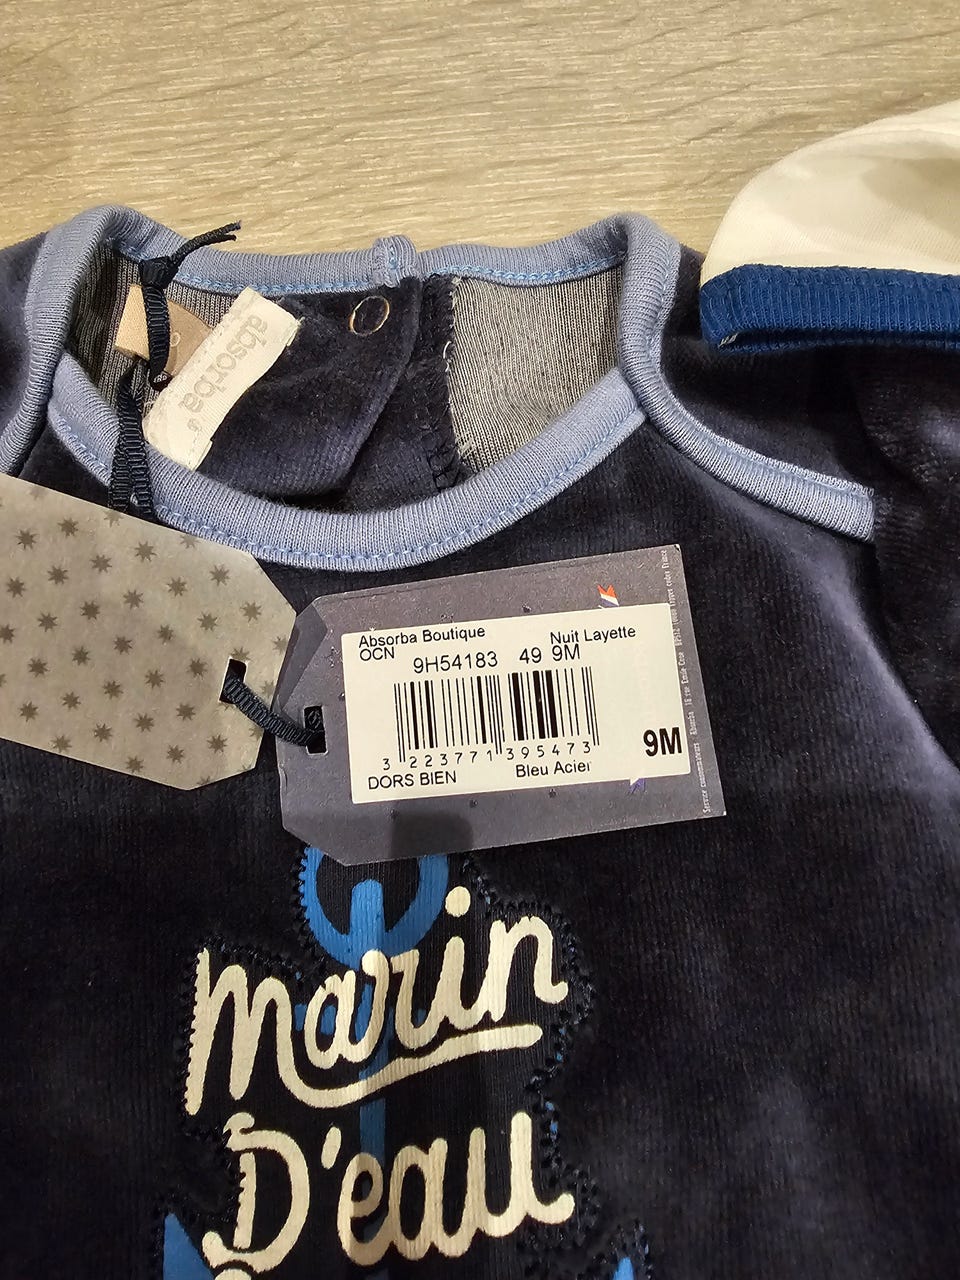 absorba
Absorba Boutique Nuit Layette
OCN 9H54183 49 9M
3 223771 395473
9M
DORS BIEN Bleu Acier
Marin
D'eau